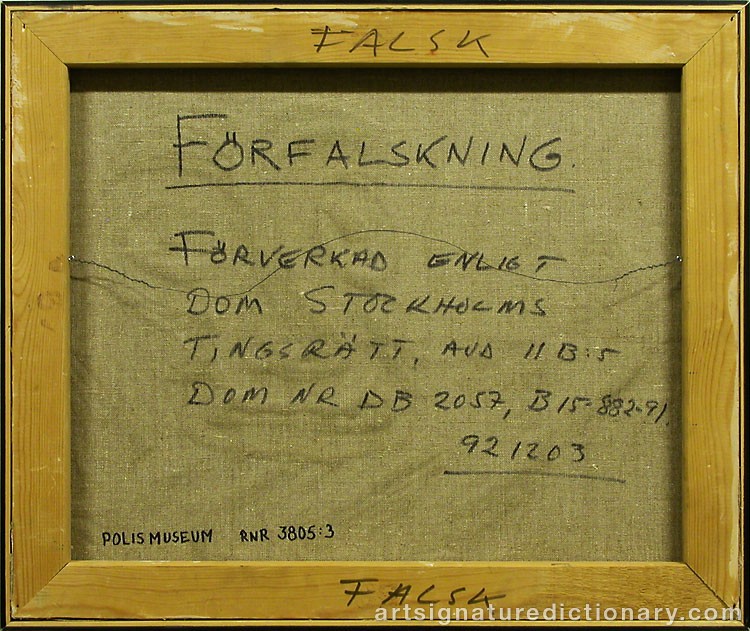 FALSK
FÖRFALSKNING.
FÖRVERKAD ENLIGT
DOM STOCKHOLMS
TINGSRÄTT, AVD 11 B:5
DOM NR DB 2057, B 15-882-91.
921203
POLISMUSEUM RNR 3805:3
FALSK
artsignaturedictionary.com